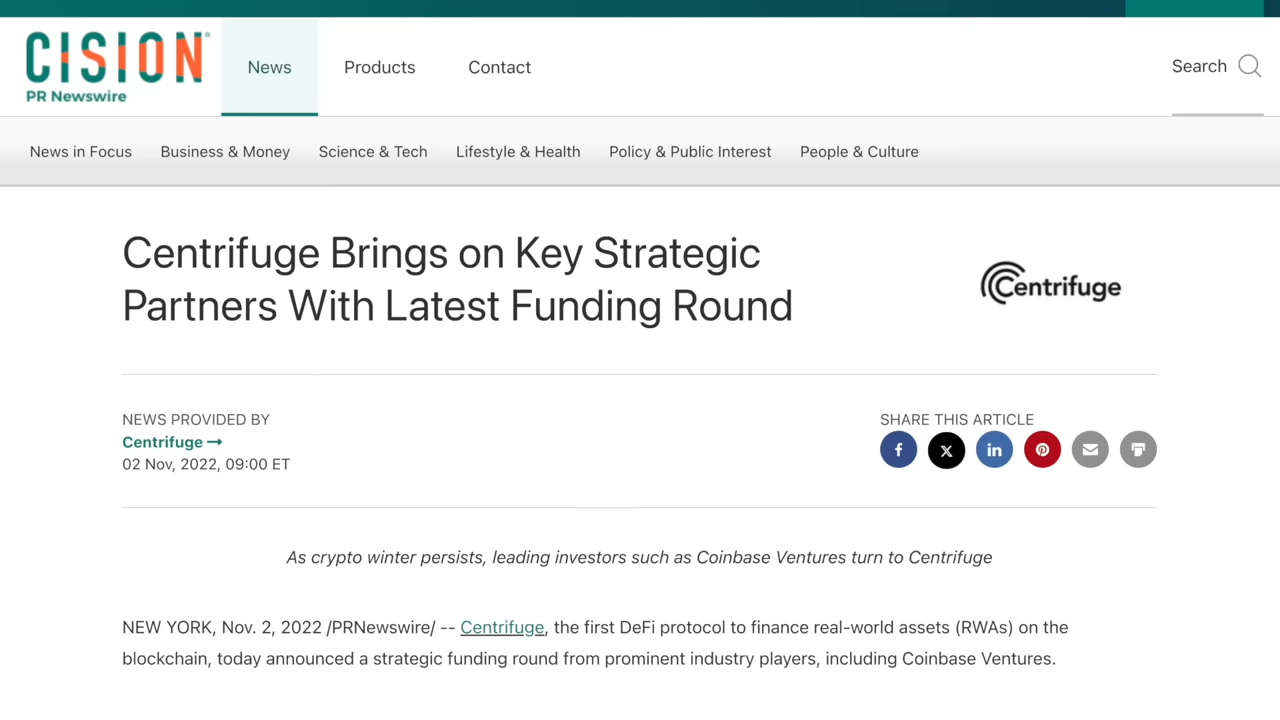 CISION
PR Newswire
News
Products
Contact
Search
News in Focus
Business & Money
Science & Tech
Lifestyle & Health
Policy & Public Interest
People & Culture
Centrifuge Brings on Key Strategic
Partners With Latest Funding Round
Centrifuge
NEWS PROVIDED BY
Centrifuge
02 Nov, 2022, 09:00 ET
SHARE THIS ARTICLE
As crypto winter persists, leading investors such as Coinbase Ventures turn to Centrifuge
NEW YORK, Nov. 2, 2022 /PRNewswire/ -- Centrifuge, the first DeFi protocol to finance real-world assets (RWAs) on the
blockchain, today announced a strategic funding round from prominent industry players, including Coinbase Ventures.